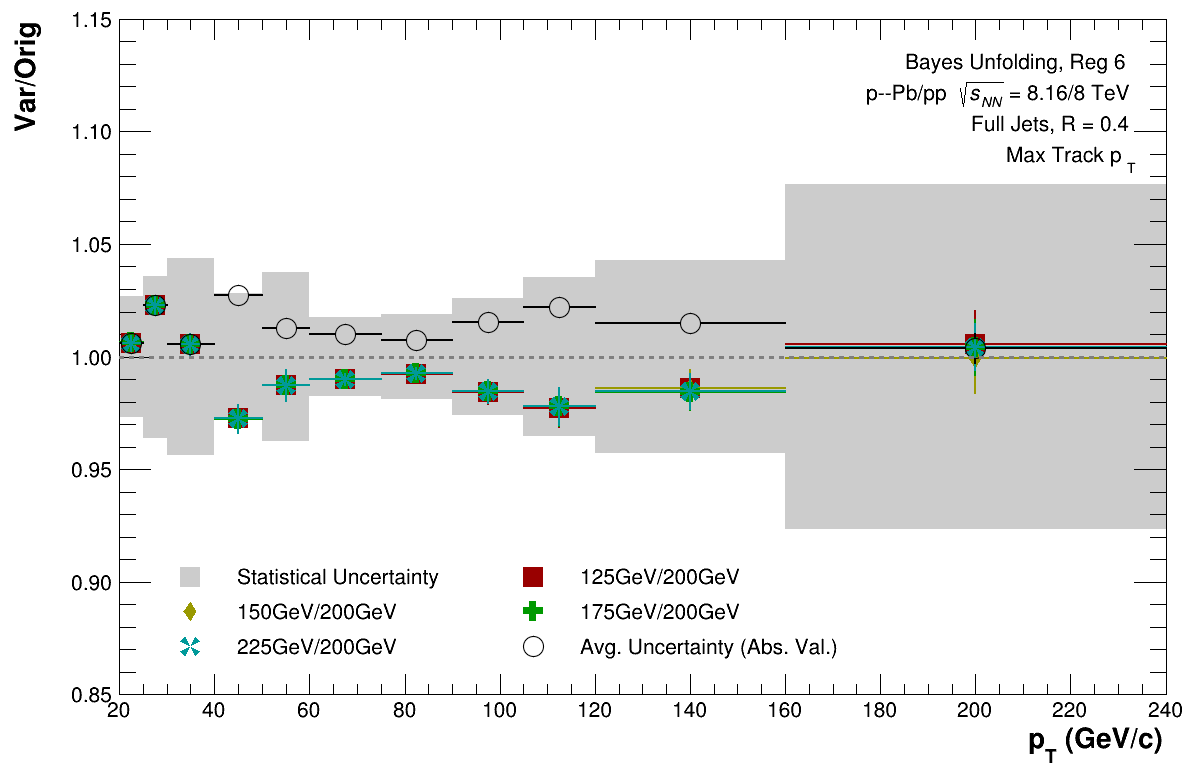 Var/Orig
1.15
1.10
1.05
1.00
0.95
0.90
0.85
Bayes Unfolding, Reg 6
p--Pb/pp √sNN = 8.16/8 TeV
Full Jets, R = 0.4
Max Track pT
Statistical Uncertainty
125GeV/200GeV
150GeV/200GeV
175GeV/200GeV
225GeV/200GeV
Avg. Uncertainty (Abs. Val.)
20 40 60 80 100 120 140 160 180 200 220 240
pT (GeV/c)